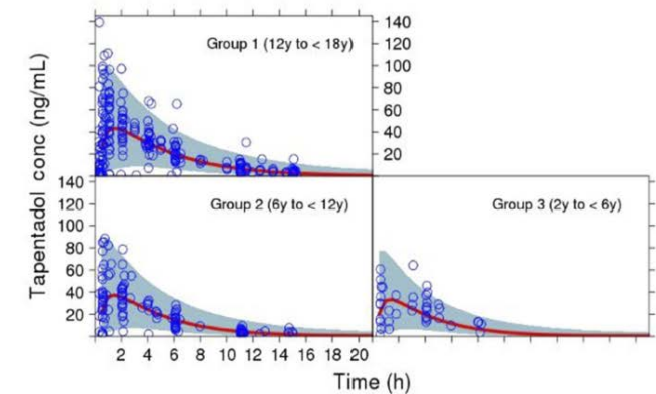 Tapentadol conc (ng/mL)
Group 1 (12y to < 18y)
140
120
100
80
60
40
20
140
120
100
80
60
40
20
Group 2 (6y to < 12y)
Group 3 (2y to < 6y)
2 4 6 8 10 12 14 16 18 20
Time (h)